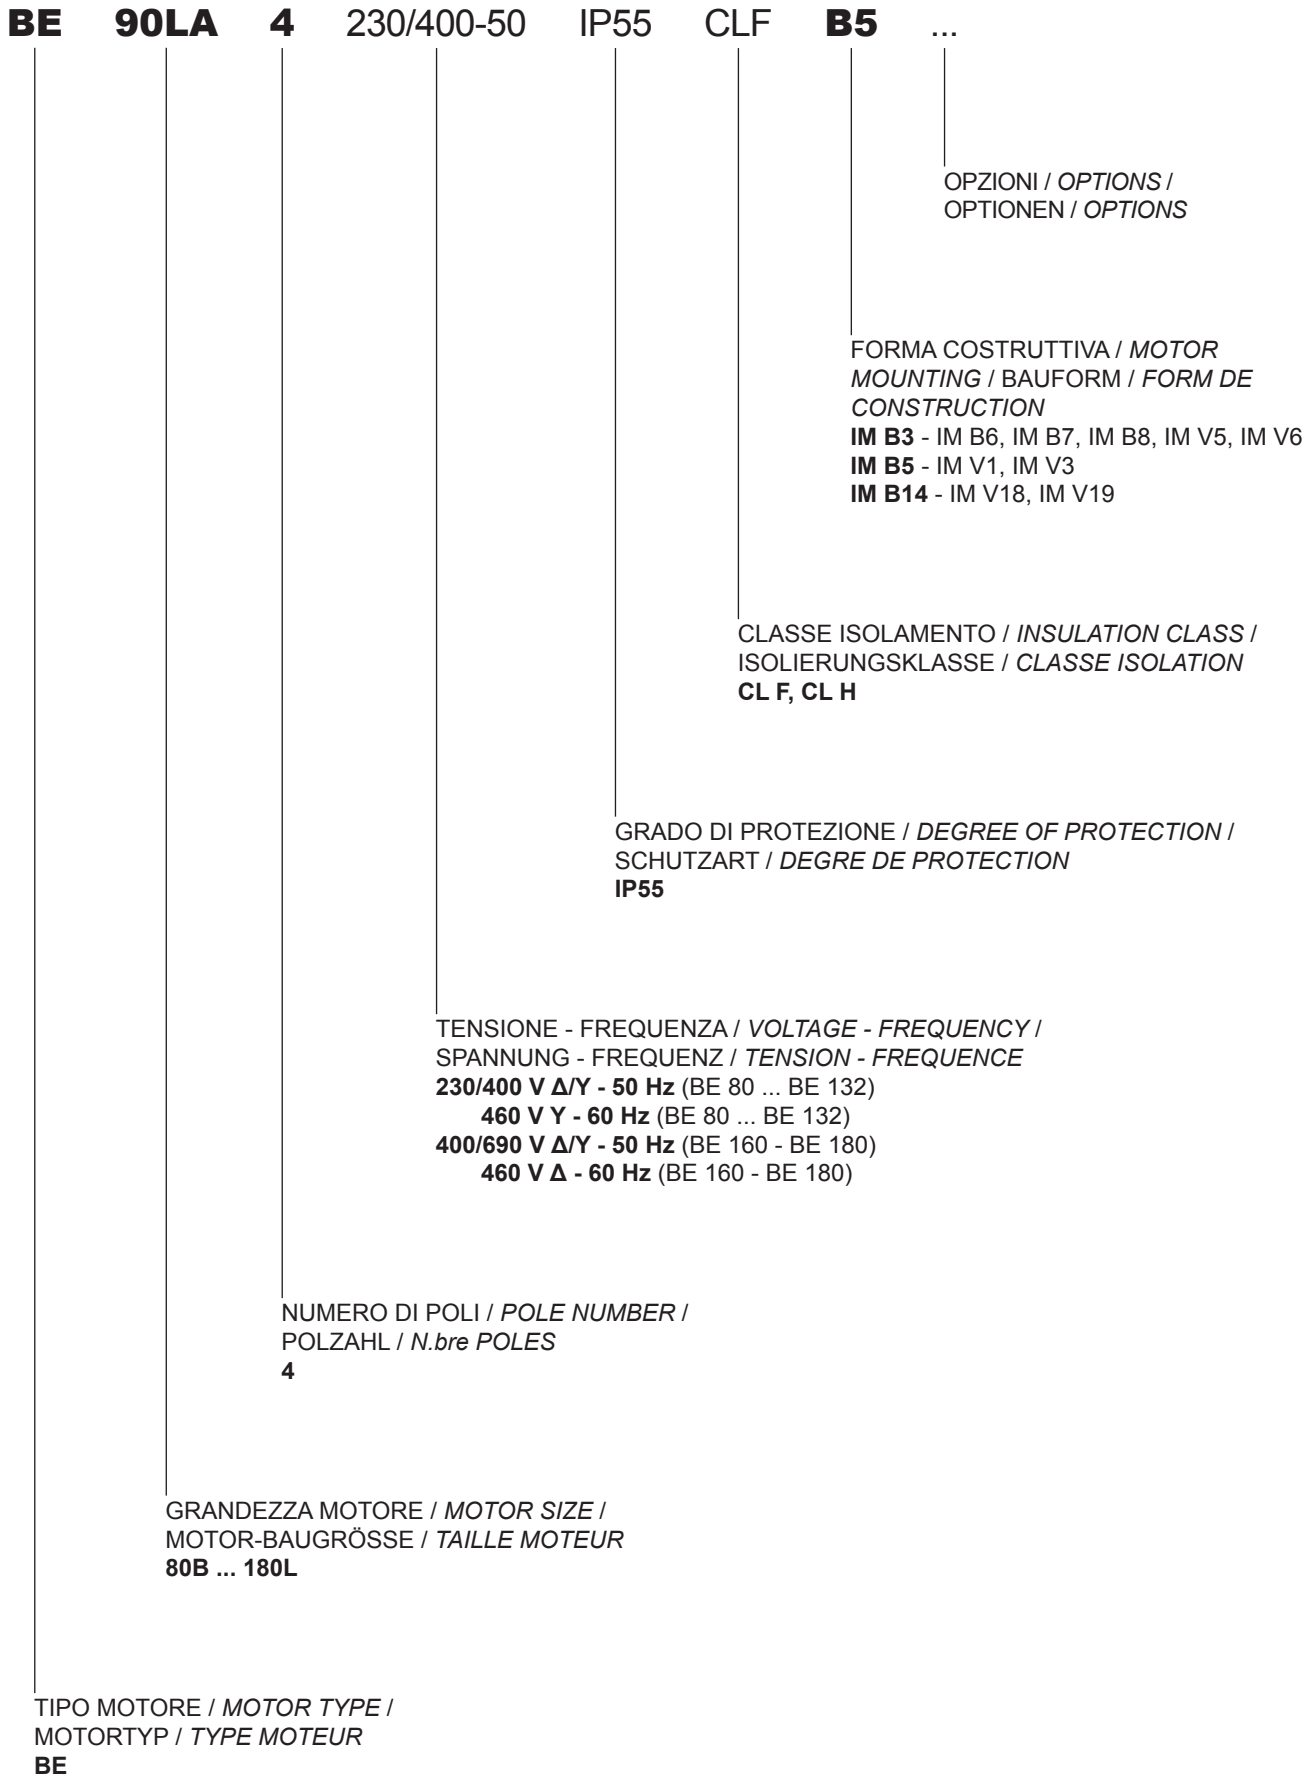 BE 90LA 4 230/400-50 IP55 CLF B5 ...
OPZIONI / OPTIONS /
OPTIONEN / OPTIONS
FORMA COSTRUTTIVA / MOTOR
MOUNTING / BAUFORM / FORM DE
CONSTRUCTION
IM B3 - IM B6, IM B7, IM B8, IM V5, IM V6
IM B5 - IM V1, IM V3
IM B14 - IM V18, IM V19
CLASSE ISOLAMENTO / INSULATION CLASS /
ISOLIERUNGSKLASSE / CLASSE ISOLATION
CL F, CL H
GRADO DI PROTEZIONE / DEGREE OF PROTECTION /
SCHUTZART / DEGRE DE PROTECTION
IP55
TENSIONE - FREQUENZA / VOLTAGE - FREQUENCY /
SPANNUNG - FREQUENZ / TENSION - FREQUENCE
230/400 V Δ/Y - 50 Hz (BE 80 ... BE 132)
460 V Y - 60 Hz (BE 80 ... BE 132)
400/690 V Δ/Y - 50 Hz (BE 160 - BE 180)
460 V Δ - 60 Hz (BE 160 - BE 180)
NUMERO DI POLI / POLE NUMBER /
POLZAHL / N.bre POLES
4
GRANDEZZA MOTORE / MOTOR SIZE /
MOTOR-BAUGRÖSSE / TAILLE MOTEUR
80B ... 180L
TIPO MOTORE / MOTOR TYPE /
MOTORTYP / TYPE MOTEUR
BE